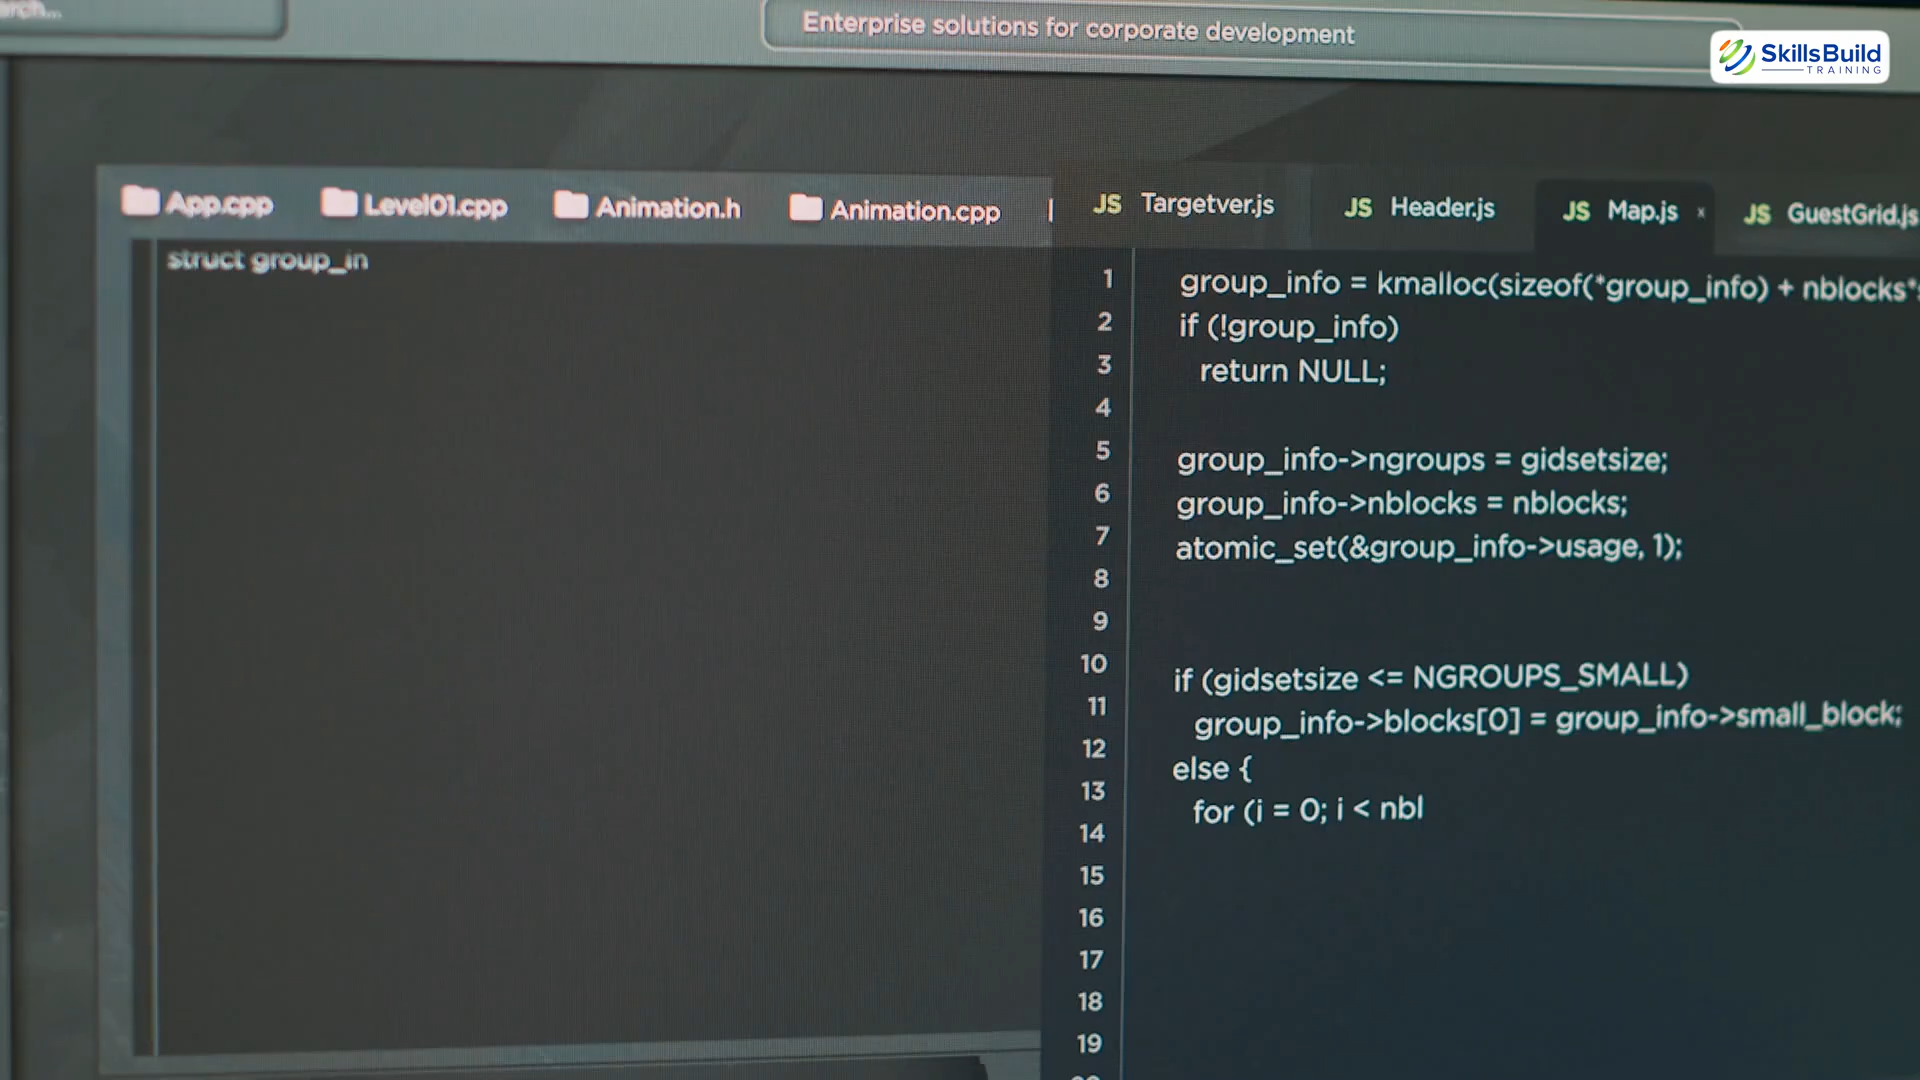 Enterprise solutions for corporate development
SkillsBuild
TRAINING
App.cpp
Level01.cpp
Animation.h
Animation.cpp
JS Targetver.js
JS Header.js
JS Map.js x
JS GuestGrid.js
struct group_in
1 group_info = kmalloc(sizeof(*group_info) + nblocks*
2 if (!group_info)
3 return NULL;
4
5 group_info->ngroups = gidsetsize;
6 group_info->nblocks = nblocks;
7 atomic_set(&group_info->usage, 1);
8
9
10 if (gidsetsize <= NGROUPS_SMALL)
11 group_info->blocks[0] = group_info->small_block;
12 else {
13 for (i = 0; i < nbl
14
15
16
17
18
19